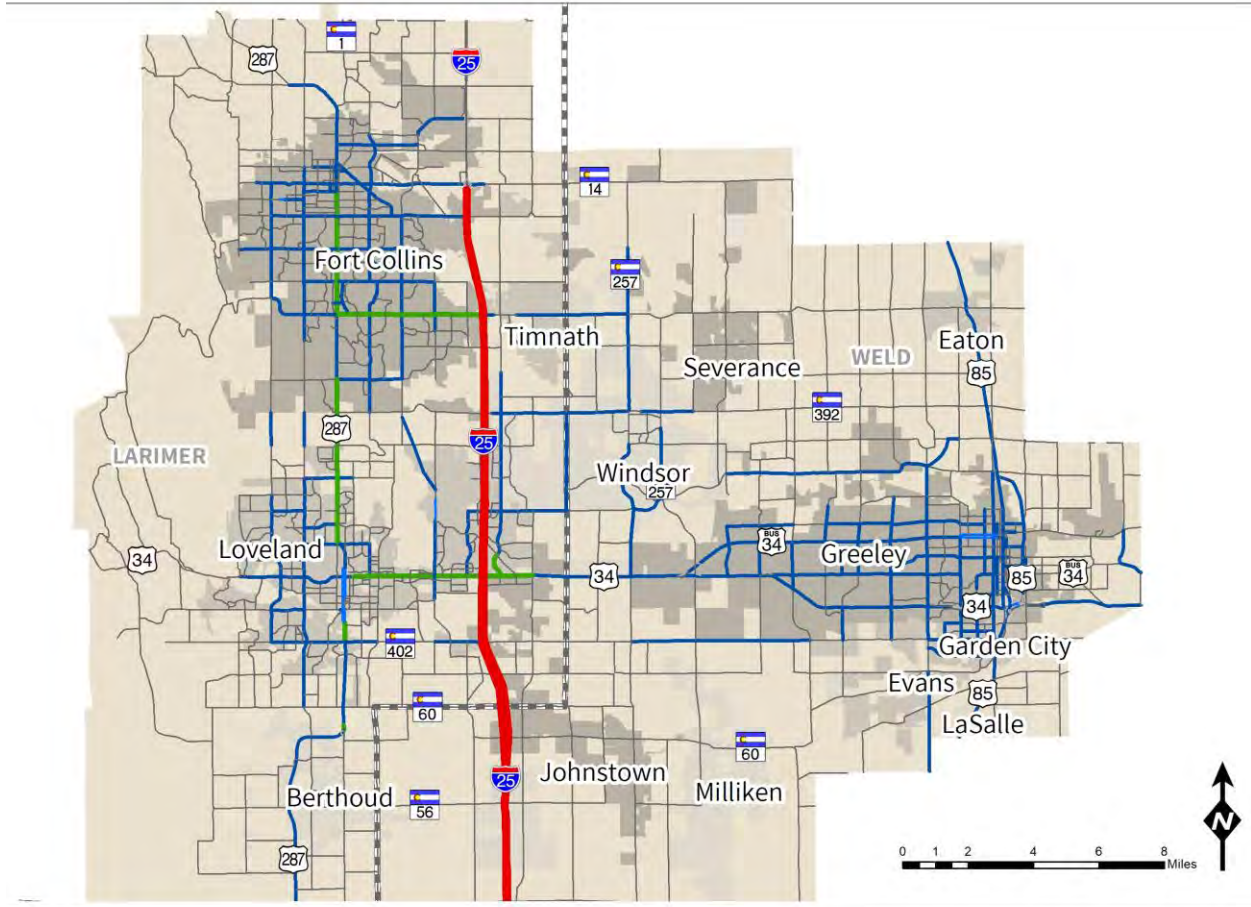 1
287
25
14
Fort Collins
257
Timnath
Eaton
WELD
85
Severance
392
287
25
LARIMER
Windsor
257
BUS
34
Loveland
Greeley
34
34
85
BUS
34
34
402
Garden City
Evans
85
60
LaSalle
60
Johnstown
25
Berthoud
Milliken
56
287
N
0 1 2 4 6 8
Miles